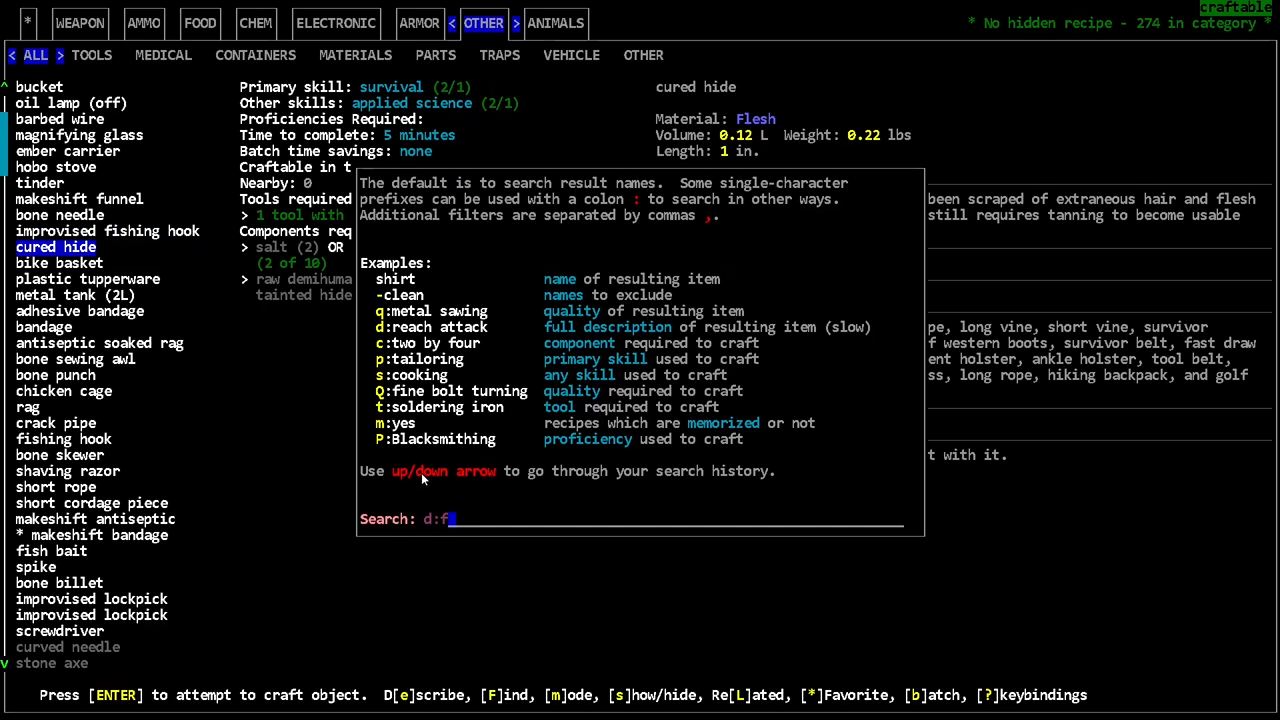 craftable
* WEAPON AMMO FOOD CHEM ELECTRONIC ARMOR < OTHER > ANIMALS * No hidden recipe - 274 in category *
< ALL > TOOLS MEDICAL CONTAINERS MATERIALS PARTS TRAPS VEHICLE OTHER
^ bucket Primary skill: survival (2/1) cured hide
oil lamp (off) Other skills: applied science (2/1)
barbed wire Proficiencies Required: Material: Flesh
magnifying glass Time to complete: 5 minutes Volume: 0.12 L Weight: 0.22 lbs
ember carrier Batch time savings: none Length: 1 in.
hobo stove Craftable in t
tinder Nearby: 0 The default is to search result names. Some single-character
makeshift funnel Tools required prefixes can be used with a colon : to search in other ways. been scraped of extraneous hair and flesh
bone needle > 1 tool with Additional filters are separated by commas ,. still requires tanning to become usable
improvised fishing hook Components req
cured hide > salt (2) OR
bike basket (2 of 10) Examples:
plastic tupperware > raw demihuma shirt name of resulting item
metal tank (2L) tainted hide -clean names to exclude
adhesive bandage q:metal sawing quality of resulting item
bandage d:reach attack full description of resulting item (slow) pe, long vine, short vine, survivor
antiseptic soaked rag c:two by four component required to craft f western boots, survivor belt, fast draw
bone sewing awl p:tailoring primary skill used to craft ent holster, ankle holster, tool belt,
bone punch s:cooking any skill used to craft ss, long rope, hiking backpack, and golf
chicken cage Q:fine bolt turning quality required to craft
rag t:soldering iron tool required to craft
crack pipe m:yes recipes which are memorized or not
fishing hook P:Blacksmithing proficiency used to craft
bone skewer t with it.
shaving razor Use up/down arrow to go through your search history.
short rope
short cordage piece
makeshift antiseptic Search: d:f
* makeshift bandage
fish bait
spike
bone billet
improvised lockpick
improvised lockpick
screwdriver
curved needle
v stone axe
Press [ENTER] to attempt to craft object. D[e]scribe, [F]ind, [m]ode, [s]how/hide, Re[L]ated, [*]Favorite, [b]atch, [?]keybindings